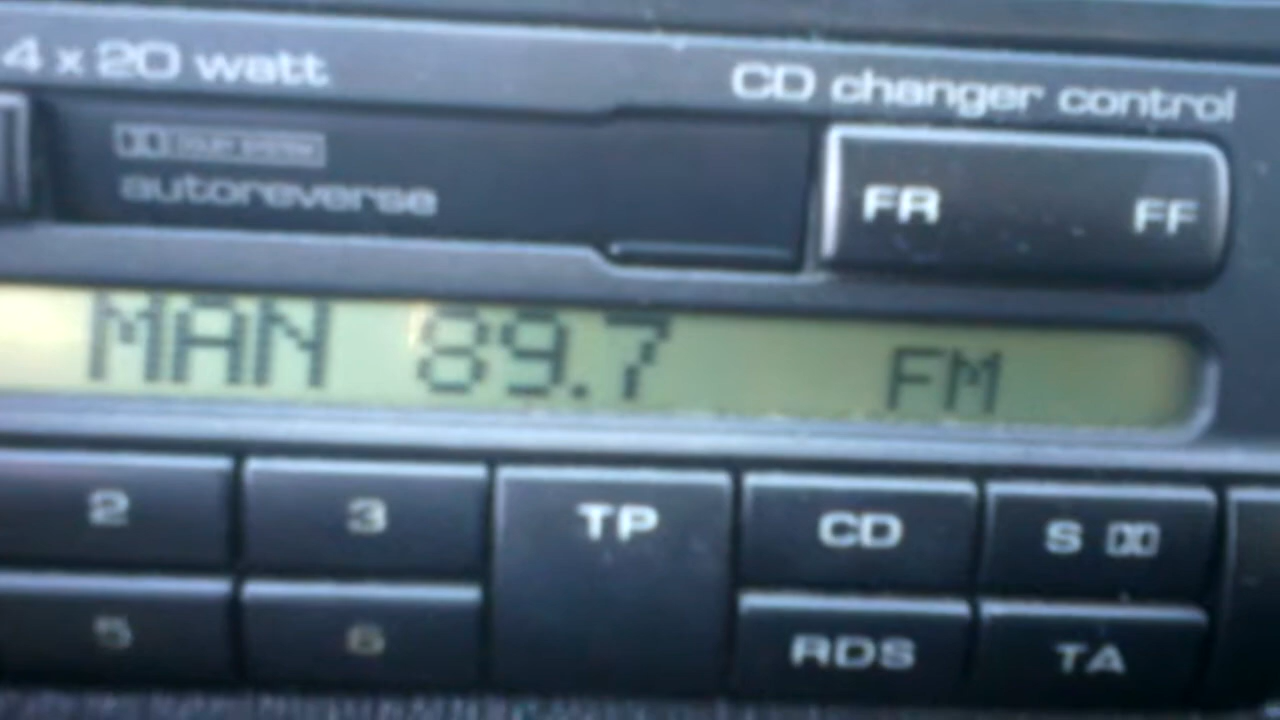 4 x 20 watt
CD changer control
autoreverse
FR FF
MAN 89.7 FM
2 3 TP CD S
5 6 RDS TA